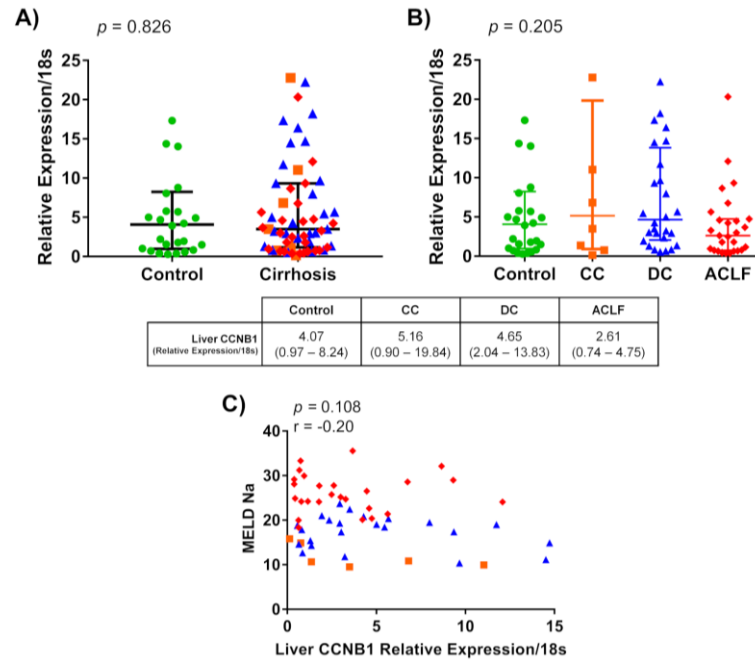 A)
p = 0.826
Relative Expression/18s
25
20
15
10
5
0
Control Cirrhosis
B)
p = 0.205
Relative Expression/18s
25
20
15
10
5
0
Control CC DC ACLF
Control CC DC ACLF
Liver CCNB1 4.07 5.16 4.65 2.61
(Relative Expression/18s) (0.97 – 8.24) (0.90 – 19.84) (2.04 – 13.83) (0.74 – 4.75)
C)
p = 0.108
r = -0.20
MELD Na
40
30
20
10
0
0 5 10 15
Liver CCNB1 Relative Expression/18s